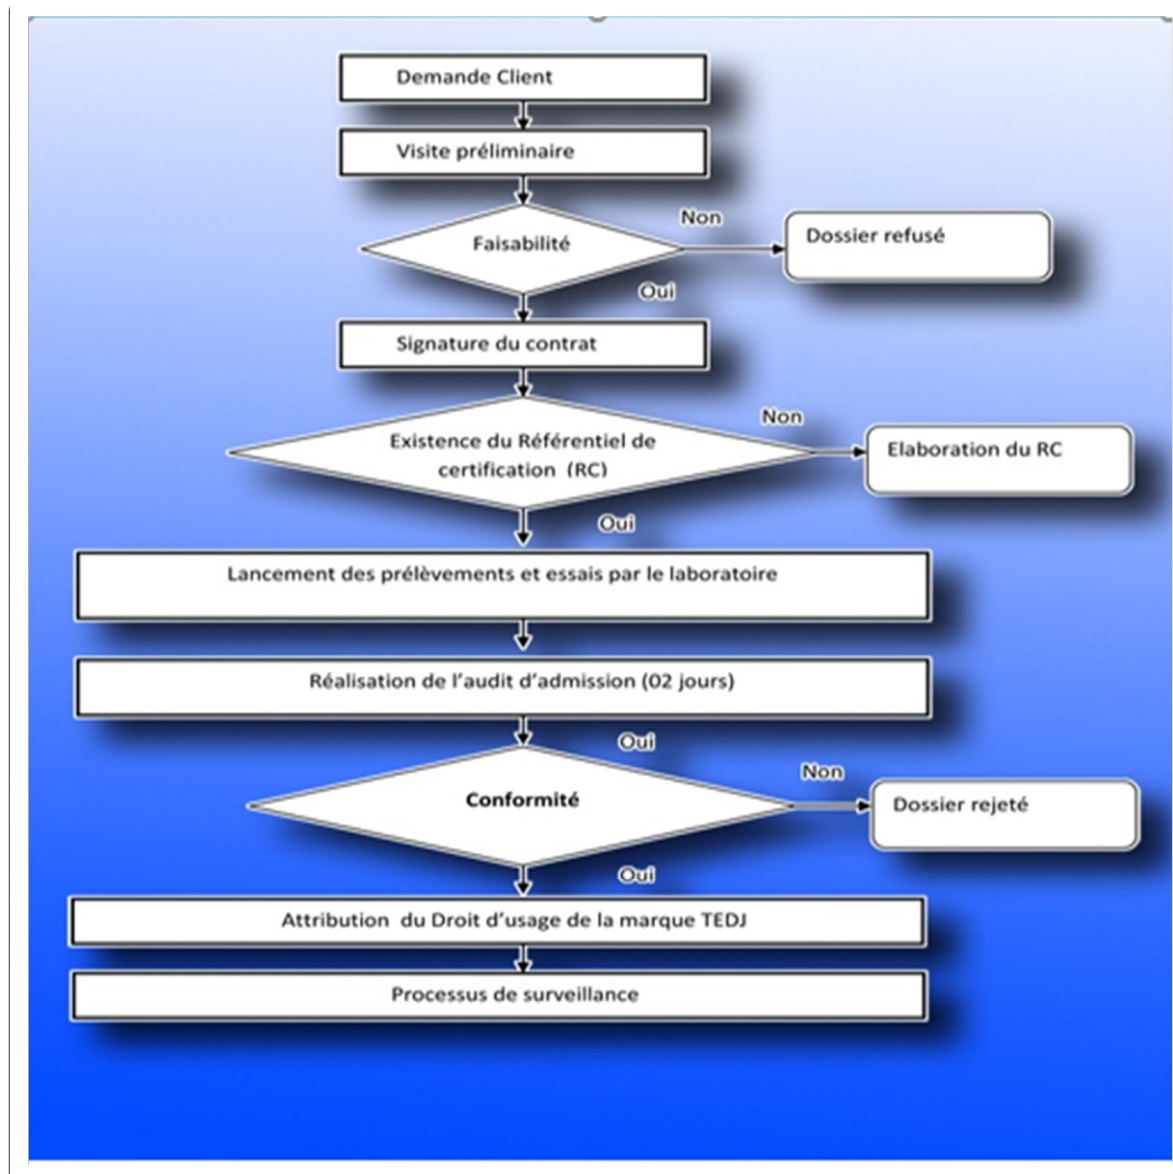 Demande Client
Visite préliminaire
Non
Faisabilité
Dossier refusé
Oui
Signature du contrat
Non
Existence du Référentiel de
certification (RC)
Elaboration du RC
Oui
Lancement des prélèvements et essais par le laboratoire
Réalisation de l’audit d’admission (02 jours)
Oui
Non
Conformité
Dossier rejeté
Oui
Attribution du Droit d’usage de la marque TEDJ
Processus de surveillance